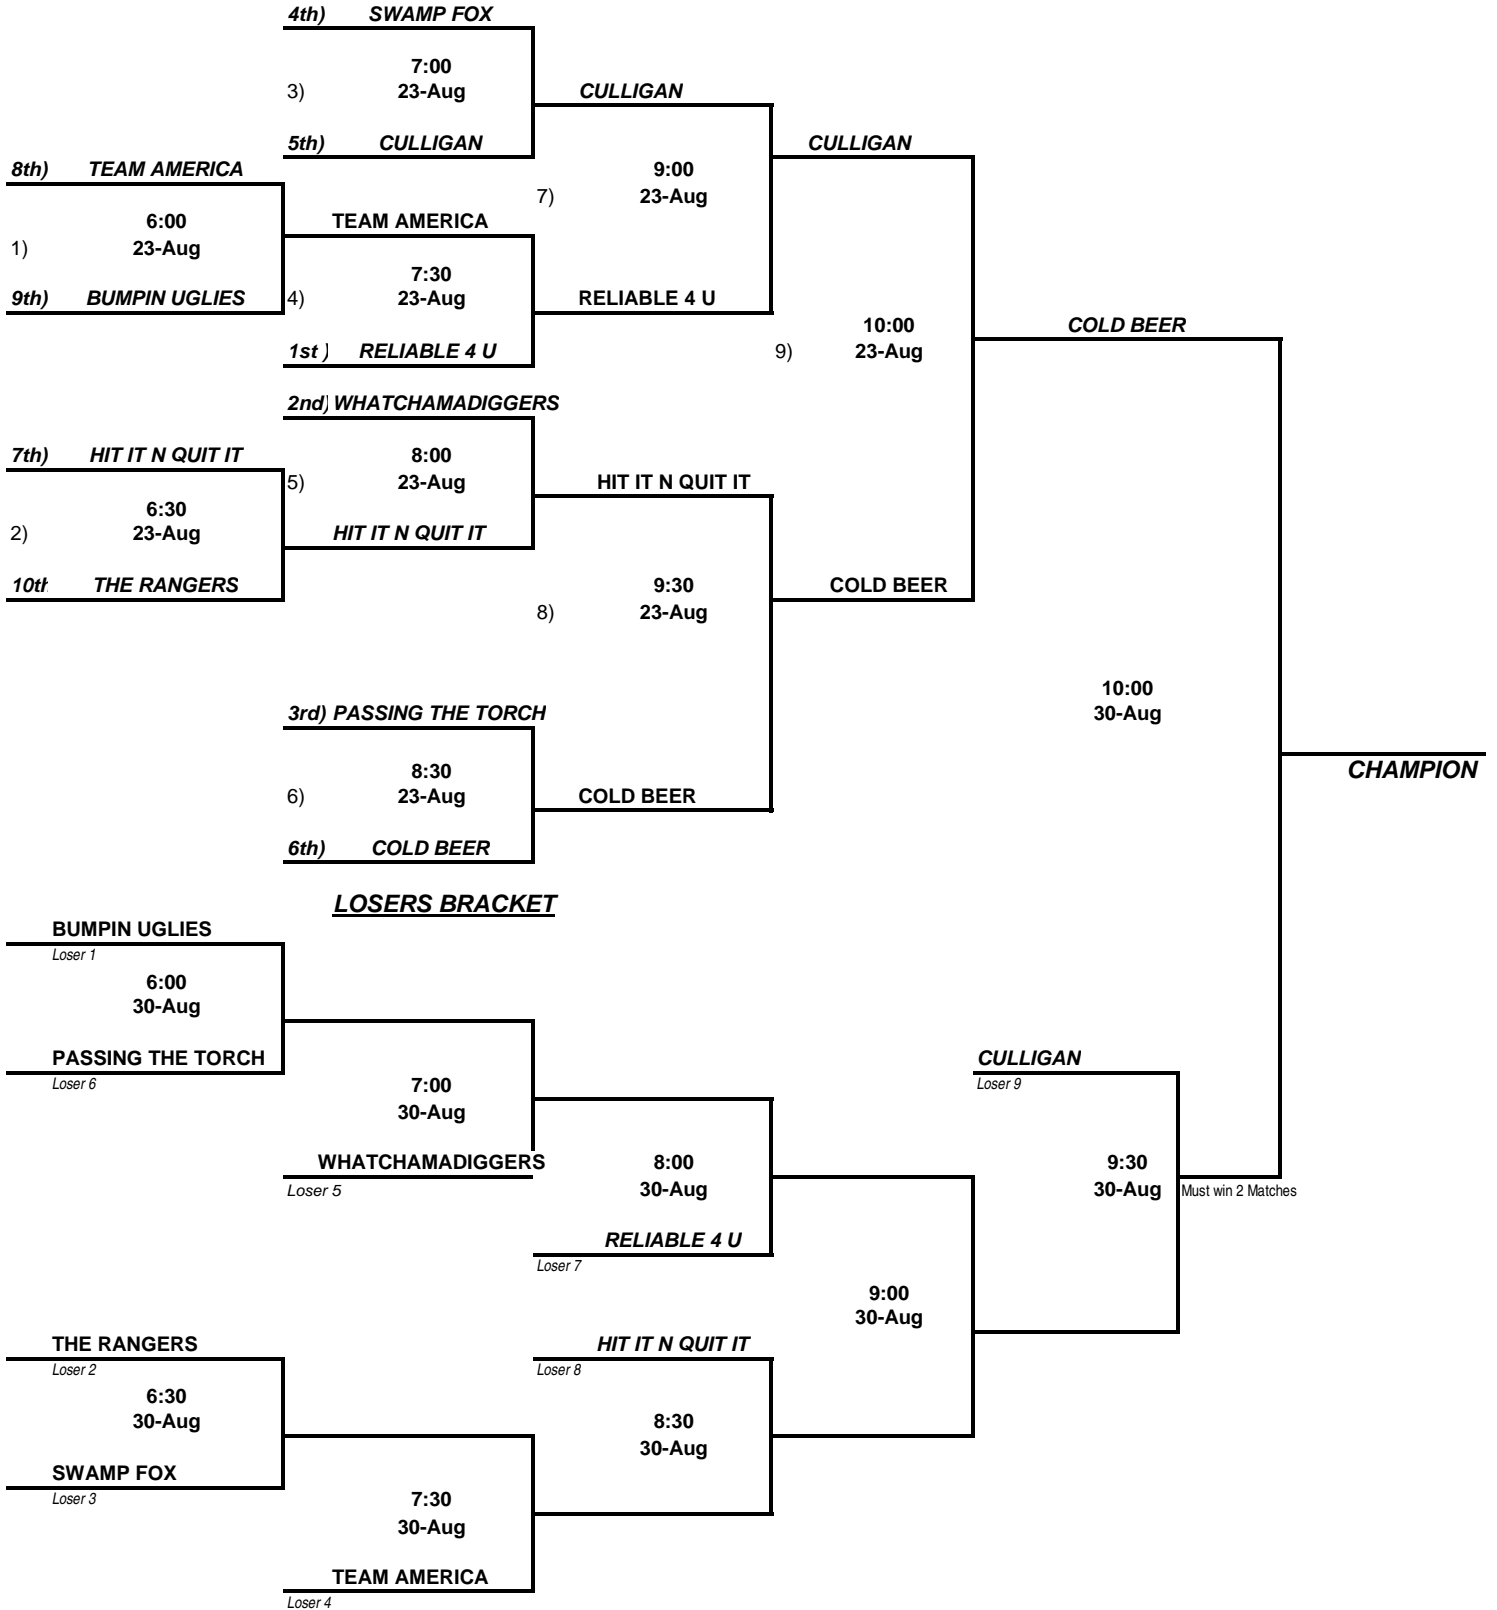 4th) SWAMP FOX
7:00
3) 23-Aug CULLIGAN
5th) CULLIGAN CULLIGAN
8th) TEAM AMERICA 9:00
7) 23-Aug
6:00 TEAM AMERICA
1) 23-Aug
7:30
9th) BUMPIN UGLIES 4) 23-Aug RELIABLE 4 U
10:00 COLD BEER
1st ) RELIABLE 4 U 9) 23-Aug
2nd) WHATCHAMADIGGERS
7th) HIT IT N QUIT IT 8:00
5) 23-Aug HIT IT N QUIT IT
6:30
2) 23-Aug HIT IT N QUIT IT
10th THE RANGERS 9:30 COLD BEER
8) 23-Aug
10:00
3rd) PASSING THE TORCH 30-Aug
8:30 CHAMPION
6) 23-Aug COLD BEER
6th) COLD BEER
LOSERS BRACKET
BUMPIN UGLIES
Loser 1
6:00
30-Aug
PASSING THE TORCH CULLIGAN
Loser 6 7:00 Loser 9
30-Aug
WHATCHAMADIGGERS 8:00 9:30
Loser 5 30-Aug 30-Aug Must win 2 Matches
RELIABLE 4 U
Loser 7
9:00
30-Aug
THE RANGERS HIT IT N QUIT IT
Loser 2 Loser 8
6:30
30-Aug 8:30
30-Aug
SWAMP FOX
Loser 3 7:30
30-Aug
TEAM AMERICA
Loser 4